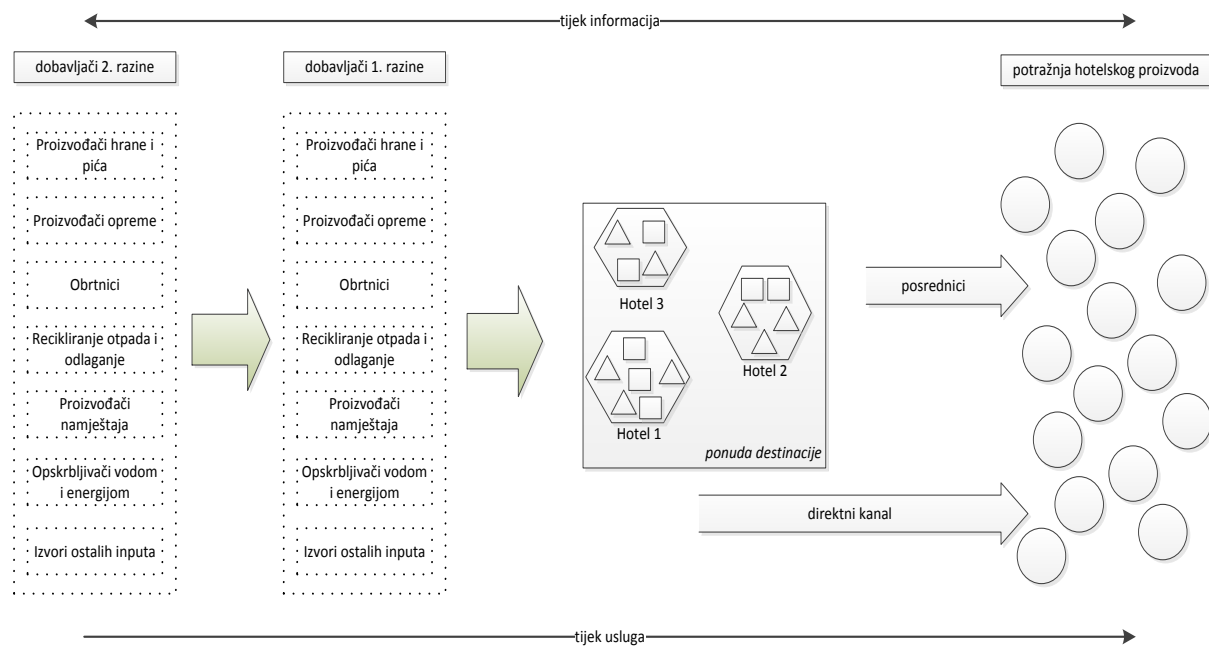 tijek informacija
dobavljači 2. razine
dobavljači 1. razine
potražnja hotelskog proizvoda
Proizvođači hrane i
pića
Proizvođači opreme
Obrtnici
Recikliranje otpada i
odlaganje
Proizvođači
namještaja
Opskrbljivači vodom
i energijom
Izvori ostalih inputa
Proizvođači hrane i
pića
Proizvođači opreme
Obrtnici
Recikliranje otpada i
odlaganje
Proizvođači
namještaja
Opskrbljivači vodom
i energijom
Izvori ostalih inputa
Hotel 3
Hotel 2
Hotel 1
ponuda destinacije
posrednici
direktni kanal
tijek usluga